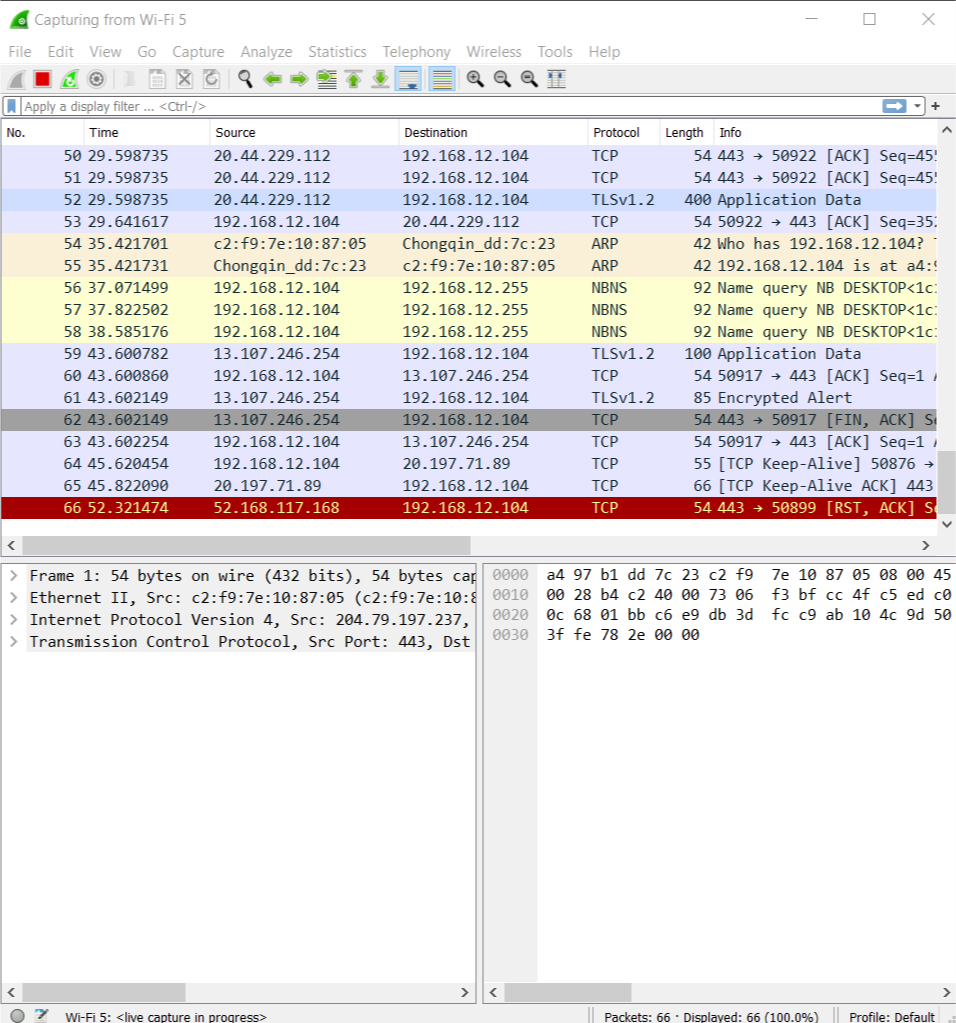 Capturing from Wi-Fi 5
File Edit View Go Capture Analyze Statistics Telephony Wireless Tools Help
Apply a display filter ... <Ctrl-/>
No. Time Source Destination Protocol Length Info
50 29.598735 20.44.229.112 192.168.12.104 TCP 54 443 → 50922 [ACK] Seq=455
51 29.598735 20.44.229.112 192.168.12.104 TCP 54 443 → 50922 [ACK] Seq=455
52 29.598735 20.44.229.112 192.168.12.104 TLSv1.2 400 Application Data
53 29.641617 192.168.12.104 20.44.229.112 TCP 54 50922 → 443 [ACK] Seq=352
54 35.421701 c2:f9:7e:10:87:05 Chongqin_dd:7c:23 ARP 42 Who has 192.168.12.104?
55 35.421731 Chongqin_dd:7c:23 c2:f9:7e:10:87:05 ARP 42 192.168.12.104 is at a4:9
56 37.071499 192.168.12.104 192.168.12.255 NBNS 92 Name query NB DESKTOP<1c>
57 37.822502 192.168.12.104 192.168.12.255 NBNS 92 Name query NB DESKTOP<1c>
58 38.585176 192.168.12.104 192.168.12.255 NBNS 92 Name query NB DESKTOP<1c>
59 43.600782 13.107.246.254 192.168.12.104 TLSv1.2 100 Application Data
60 43.600860 192.168.12.104 13.107.246.254 TCP 54 50917 → 443 [ACK] Seq=1
61 43.602149 13.107.246.254 192.168.12.104 TLSv1.2 85 Encrypted Alert
62 43.602149 13.107.246.254 192.168.12.104 TCP 54 443 → 50917 [FIN, ACK] S
63 43.602254 192.168.12.104 13.107.246.254 TCP 54 50917 → 443 [ACK] Seq=1
64 45.620454 192.168.12.104 20.197.71.89 TCP 55 [TCP Keep-Alive] 50876 →
65 45.822090 20.197.71.89 192.168.12.104 TCP 66 [TCP Keep-Alive ACK] 443
66 52.321474 52.168.117.168 192.168.12.104 TCP 54 443 → 50899 [RST, ACK] S
Frame 1: 54 bytes on wire (432 bits), 54 bytes cap
Ethernet II, Src: c2:f9:7e:10:87:05 (c2:f9:7e:10:8
Internet Protocol Version 4, Src: 204.79.197.237,
Transmission Control Protocol, Src Port: 443, Dst
0000 a4 97 b1 dd 7c 23 c2 f9 7e 10 87 05 08 00 45
0010 00 28 b4 c2 40 00 73 06 f3 bf cc 4f c5 ed c0
0020 0c 68 01 bb c6 e9 db 3d fc c9 ab 10 4c 9d 50
0030 3f fe 78 2e 00 00
Wi-Fi 5: <live capture in progress>
Packets: 66 · Displayed: 66 (100.0%)
Profile: Default